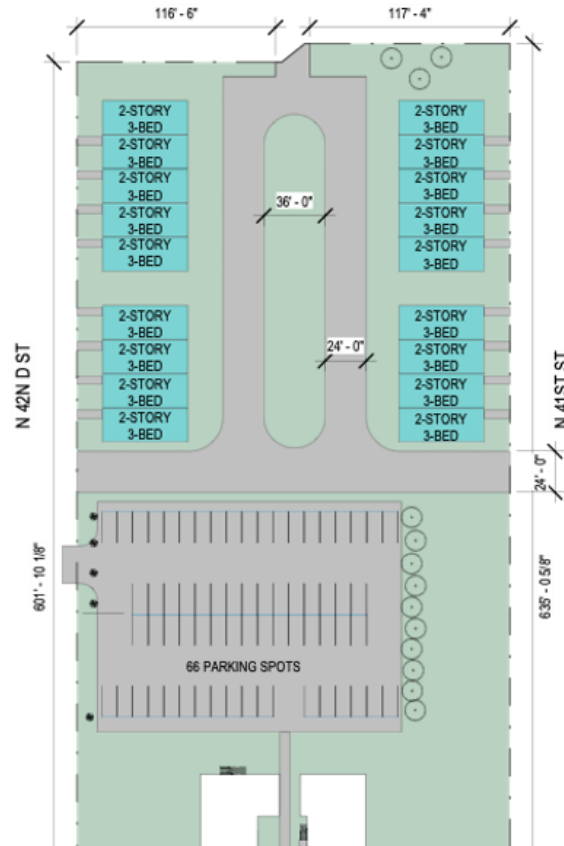 116' - 6"
117' - 4"
2-STORY
3-BED
2-STORY
3-BED
2-STORY
3-BED
2-STORY
3-BED
2-STORY
3-BED
2-STORY
3-BED
2-STORY
3-BED
2-STORY
3-BED
2-STORY
3-BED
36' - 0"
24' - 0"
2-STORY
3-BED
2-STORY
3-BED
2-STORY
3-BED
2-STORY
3-BED
2-STORY
3-BED
2-STORY
3-BED
2-STORY
3-BED
2-STORY
3-BED
2-STORY
3-BED
N 42N D ST
N 41ST ST
24' - 0"
601' - 10 1/8"
635' - 0 5/8"
66 PARKING SPOTS